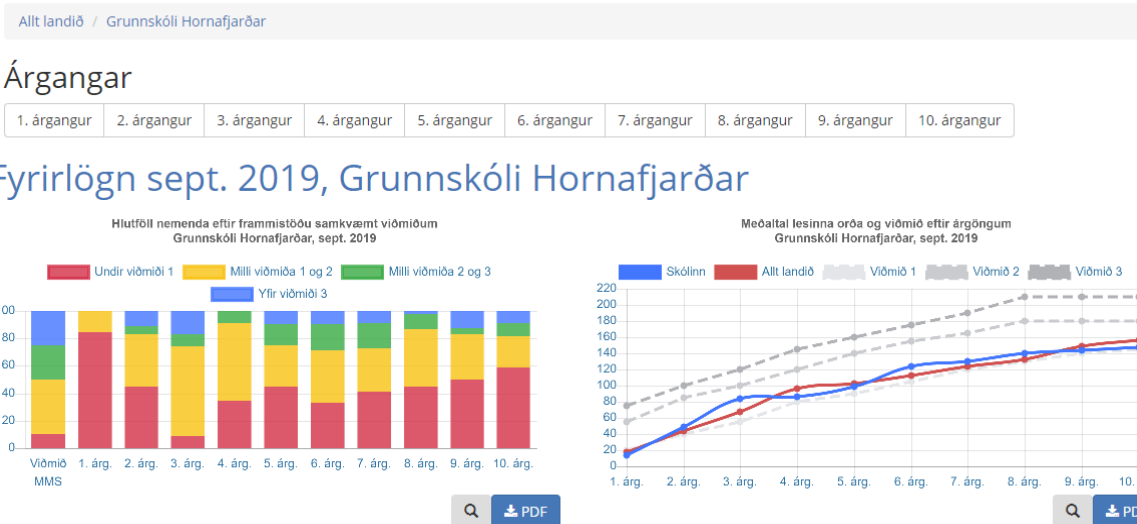 Allt landið / Grunnskóli Hornafjarðar
Árgangar
1. árgangur 2. árgangur 3. árgangur 4. árgangur 5. árgangur 6. árgangur 7. árgangur 8. árgangur 9. árgangur 10. árgangur
Fyrirlögn sept. 2019, Grunnskóli Hornafjarðar
Hlutföll nemenda eftir frammistöðu samkvæmt viðmiðum
Grunnskóli Hornafjarðar, sept. 2019
Undir viðmiði 1 Milli viðmiða 1 og 2 Milli viðmiða 2 og 3
Yfir viðmiði 3
00
80
60
40
20
0
Viðmið MMS 1. árg. 2. árg. 3. árg. 4. árg. 5. árg. 6. árg. 7. árg. 8. árg. 9. árg. 10. árg.
PDF
Meðaltal lesinna orða og viðmið eftir árgöngum
Grunnskóli Hornafjarðar, sept. 2019
Skólinn Allt landið Viðmið 1 Viðmið 2 Viðmið 3
220
200
180
160
140
120
100
80
60
40
20
0
1. árg. 2. árg. 3. árg. 4. árg. 5. árg. 6. árg. 7. árg. 8. árg. 9. árg. 10.
PD